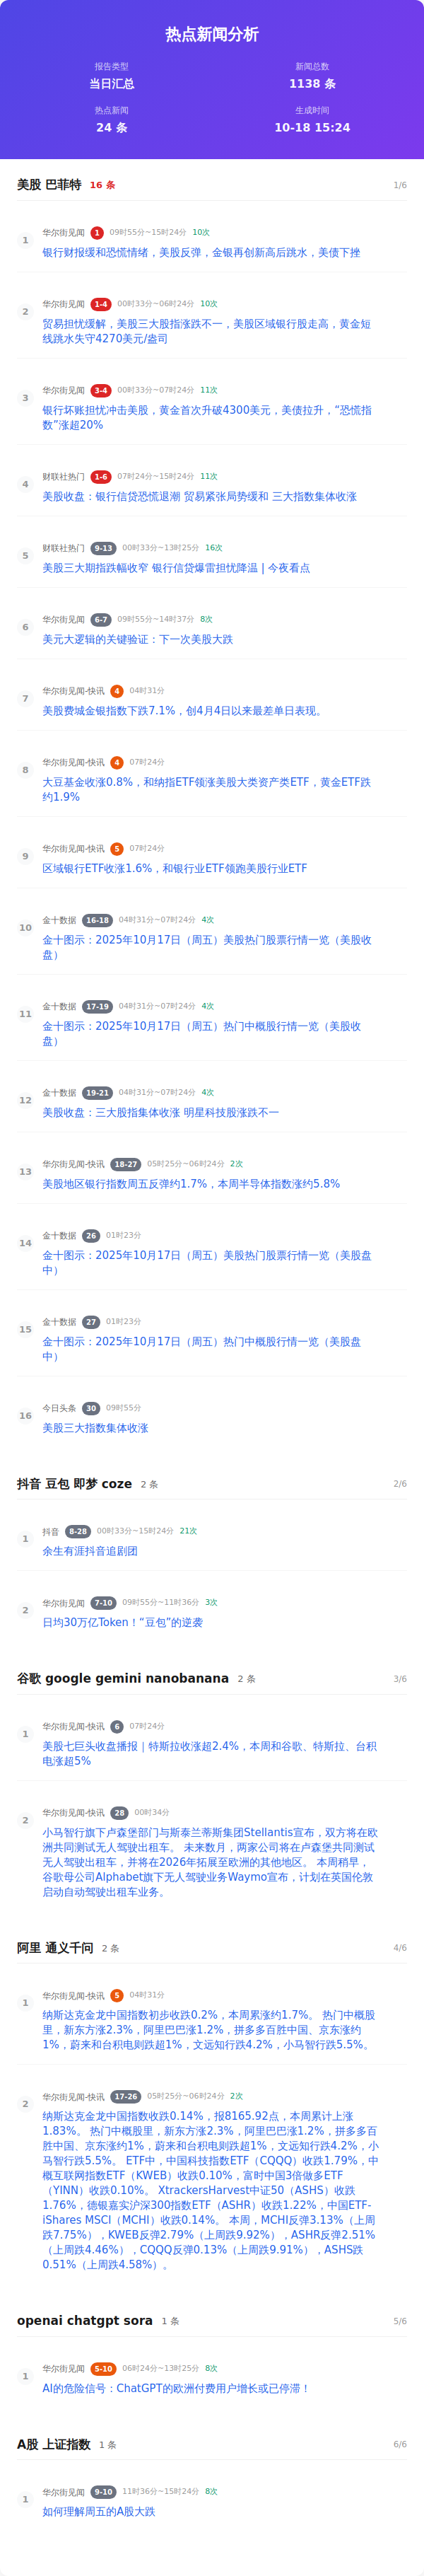 热点新闻分析
报告类型
新闻总数
当日汇总
1138 条
热点新闻
生成时间
24 条
10-18 15:24
美股 巴菲特 16 条 1/6
1
华尔街见闻 1 09时55分~15时24分 10次
银行财报缓和恐慌情绪，美股反弹，金银再创新高后跳水，美债下挫
2
华尔街见闻 1-4 00时33分~06时24分 10次
贸易担忧缓解，美股三大股指涨跌不一，美股区域银行股走高，黄金短
线跳水失守4270美元/盎司
3
华尔街见闻 3-4 00时33分~07时24分 11次
银行坏账担忧冲击美股，黄金首次升破4300美元，美债拉升，“恐慌指
数”涨超20%
4
财联社热门 1-6 07时24分~15时24分 11次
美股收盘：银行信贷恐慌退潮 贸易紧张局势缓和 三大指数集体收涨
5
财联社热门 9-13 00时33分~13时25分 16次
美股三大期指跌幅收窄 银行信贷爆雷担忧降温 | 今夜看点
6
华尔街见闻 6-7 09时55分~14时37分 8次
美元大逻辑的关键验证：下一次美股大跌
7
华尔街见闻-快讯 4 04时31分
美股费城金银指数下跌7.1%，创4月4日以来最差单日表现。
8
华尔街见闻-快讯 4 07时24分
大豆基金收涨0.8%，和纳指ETF领涨美股大类资产类ETF，黄金ETF跌
约1.9%
9
华尔街见闻-快讯 5 07时24分
区域银行ETF收涨1.6%，和银行业ETF领跑美股行业ETF
10
金十数据 16-18 04时31分~07时24分 4次
金十图示：2025年10月17日（周五）美股热门股票行情一览（美股收
盘）
11
金十数据 17-19 04时31分~07时24分 4次
金十图示：2025年10月17日（周五）热门中概股行情一览（美股收
盘）
12
金十数据 19-21 04时31分~07时24分 4次
美股收盘：三大股指集体收涨 明星科技股涨跌不一
13
华尔街见闻-快讯 18-27 05时25分~06时24分 2次
美股地区银行指数周五反弹约1.7%，本周半导体指数涨约5.8%
14
金十数据 26 01时23分
金十图示：2025年10月17日（周五）美股热门股票行情一览（美股盘
中）
15
金十数据 27 01时23分
金十图示：2025年10月17日（周五）热门中概股行情一览（美股盘
中）
16
今日头条 30 09时55分
美股三大指数集体收涨
抖音 豆包 即梦 coze 2 条 2/6
1
抖音 8-28 00时33分~15时24分 21次
余生有涯抖音追剧团
2
华尔街见闻 7-10 09时55分~11时36分 3次
日均30万亿Token！“豆包”的逆袭
谷歌 google gemini nanobanana 2 条 3/6
1
华尔街见闻-快讯 6 07时24分
美股七巨头收盘播报｜特斯拉收涨超2.4%，本周和谷歌、特斯拉、台积
电涨超5%
2
华尔街见闻-快讯 28 00时34分
小马智行旗下卢森堡部门与斯泰兰蒂斯集团Stellantis宣布，双方将在欧
洲共同测试无人驾驶出租车。 未来数月，两家公司将在卢森堡共同测试
无人驾驶出租车，并将在2026年拓展至欧洲的其他地区。 本周稍早，
谷歌母公司Alphabet旗下无人驾驶业务Waymo宣布，计划在英国伦敦
启动自动驾驶出租车业务。
阿里 通义千问 2 条 4/6
1
华尔街见闻-快讯 5 04时31分
纳斯达克金龙中国指数初步收跌0.2%，本周累涨约1.7%。 热门中概股
里，新东方涨2.3%，阿里巴巴涨1.2%，拼多多百胜中国、京东涨约
1%，蔚来和台积电则跌超1%，文远知行跌4.2%，小马智行跌5.5%。
2
华尔街见闻-快讯 17-26 05时25分~06时24分 2次
纳斯达克金龙中国指数收跌0.14%，报8165.92点，本周累计上涨
1.83%。 热门中概股里，新东方涨2.3%，阿里巴巴涨1.2%，拼多多百
胜中国、京东涨约1%，蔚来和台积电则跌超1%，文远知行跌4.2%，小
马智行跌5.5%。 ETF中，中国科技指数ETF（CQQQ）收跌1.79%，中
概互联网指数ETF（KWEB）收跌0.10%，富时中国3倍做多ETF
（YINN）收跌0.10%。 XtrackersHarvest中证50（ASHS）收跌
1.76%，德银嘉实沪深300指数ETF（ASHR）收跌1.22%，中国ETF-
iShares MSCI（MCHI）收跌0.14%。 本周，MCHI反弹3.13%（上周
跌7.75%），KWEB反弹2.79%（上周跌9.92%），ASHR反弹2.51%
（上周跌4.46%），CQQQ反弹0.13%（上周跌9.91%），ASHS跌
0.51%（上周跌4.58%）。
openai chatgpt sora 1 条 5/6
1
华尔街见闻 5-10 06时24分~13时25分 8次
AI的危险信号：ChatGPT的欧洲付费用户增长或已停滞！
A股 上证指数 1 条 6/6
1
华尔街见闻 9-10 11时36分~15时24分 8次
如何理解周五的A股大跌